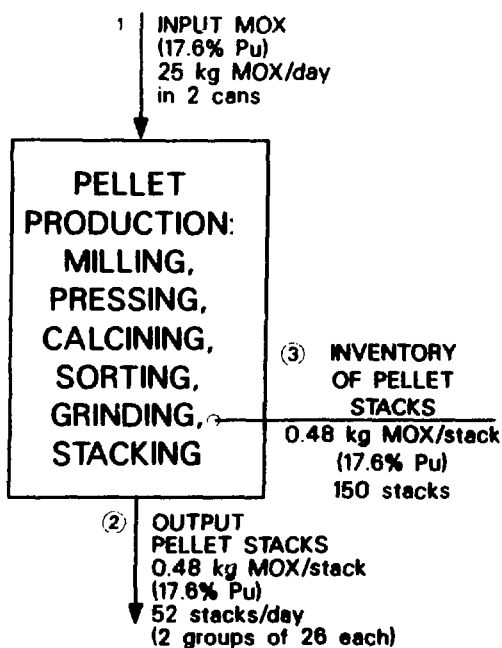 1 INPUT MOX
(17.6% Pu)
25 kg MOX/day
in 2 cans
PELLET
PRODUCTION:
MILLING,
PRESSING,
CALCINING,
SORTING,
GRINDING,
STACKING
③ INVENTORY
OF PELLET
STACKS
0.48 kg MOX/stack
(17.6% Pu)
150 stacks
② OUTPUT
PELLET STACKS
0.48 kg MOX/stack
(17.6% Pu)
52 stacks/day
(2 groups of 26 each)